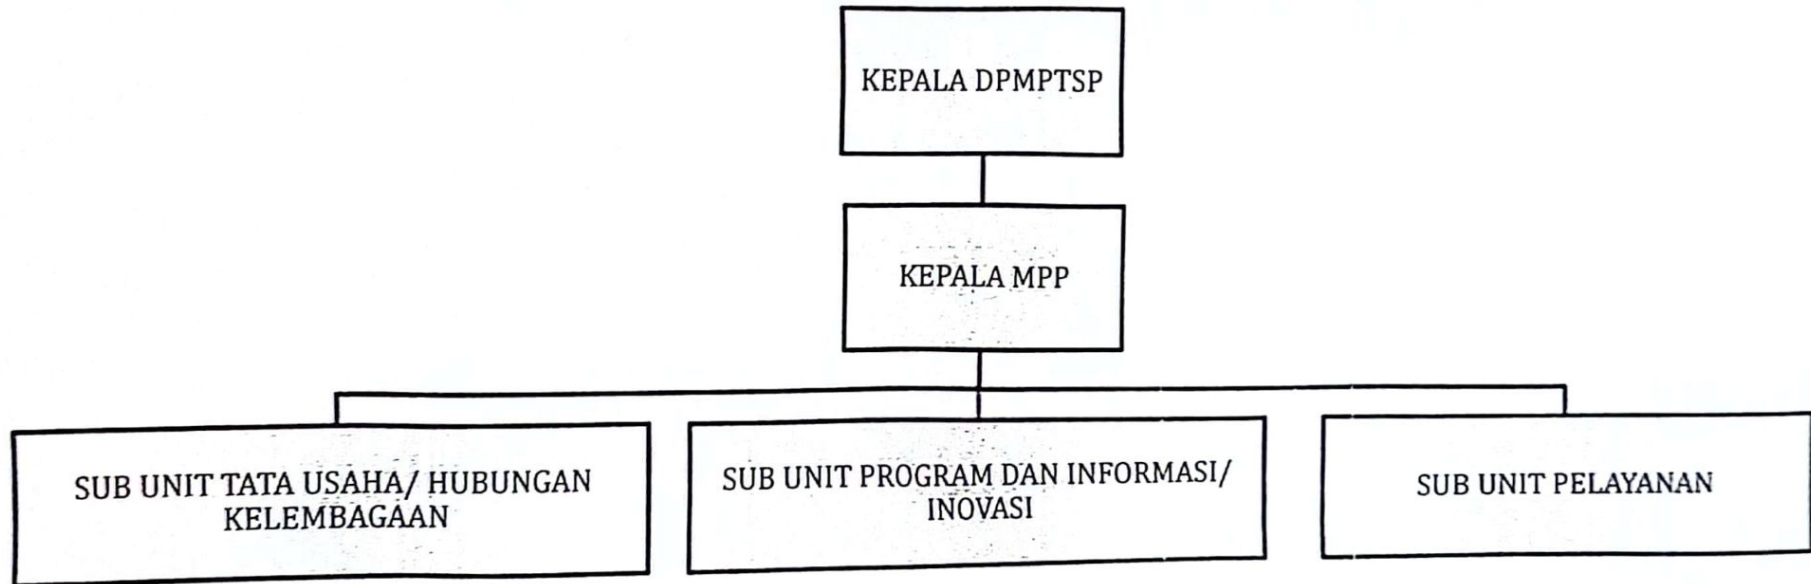 KEPALA DPMPTSP
KEPALA MPP
SUB UNIT TATA USAHA/ HUBUNGAN
KELEMBAGAAN
SUB UNIT PROGRAM DAN INFORMASI/
INOVASI
SUB UNIT PELAYANAN